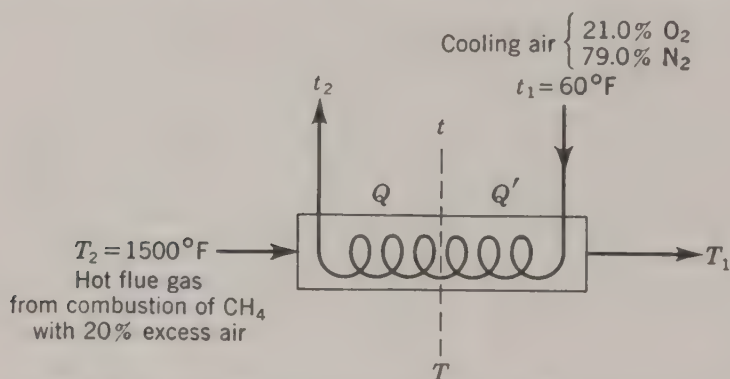 Cooling air { 21.0% O₂
79.0% N₂
t₁ = 60°F
t₂
t
Q
Q′
T₂ = 1500°F
T₁
Hot flue gas
from combustion of CH₄
with 20% excess air
T